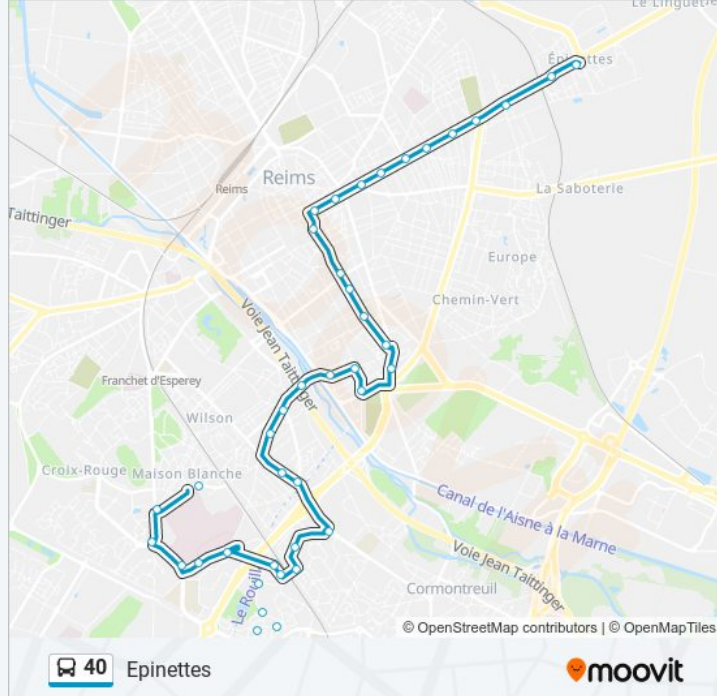 Le Linguet
Épinettes
Reims
Reims
La Saboterie
Taittinger
Europe
Chemin-Vert
Voie Jean Taittinger
Franchet d'Esperey
Wilson
Croix-Rouge
Maison Blanche
Canal de l'Aisne à la Marne
Voie Jean Taittinger
Cormontreuil
Le Rouill
© OpenStreetMap contributors | © OpenMapTiles
40 Epinettes
moovit